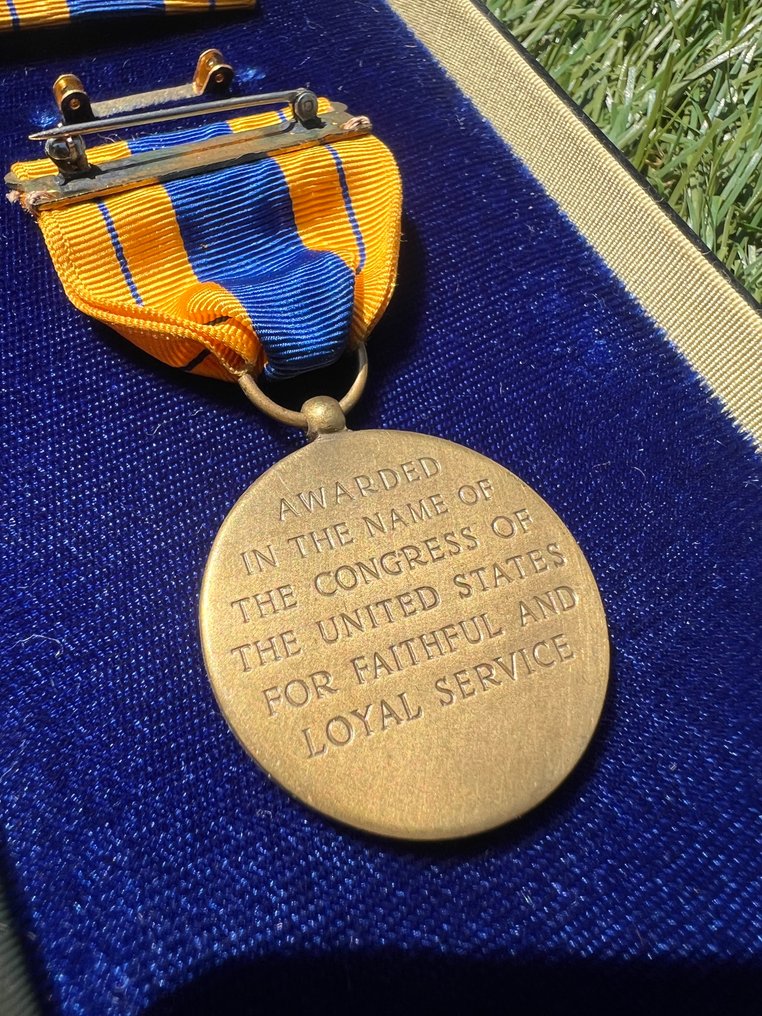 AWARDED
IN THE NAME OF
THE CONGRESS OF
THE UNITED STATES
FOR FAITHFUL AND
LOYAL SERVICE